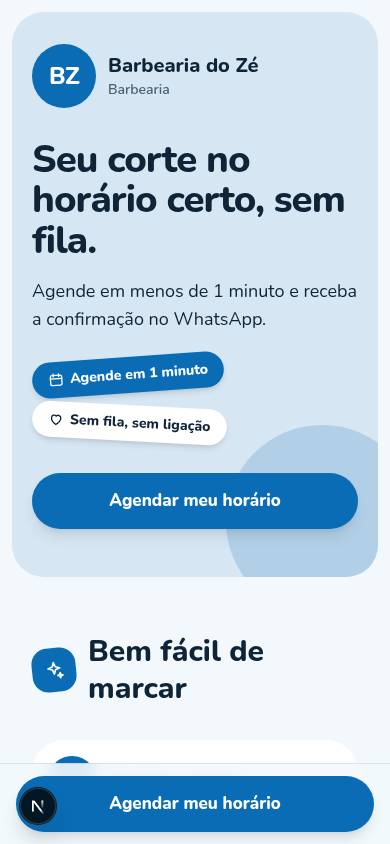 BZ
Barbearia do Zé
Barbearia
Seu corte no
horário certo, sem
fila.
Agende em menos de 1 minuto e receba
a confirmação no WhatsApp.
Agende em 1 minuto
Sem fila, sem ligação
Agendar meu horário
Bem fácil de
marcar
N
Agendar meu horário